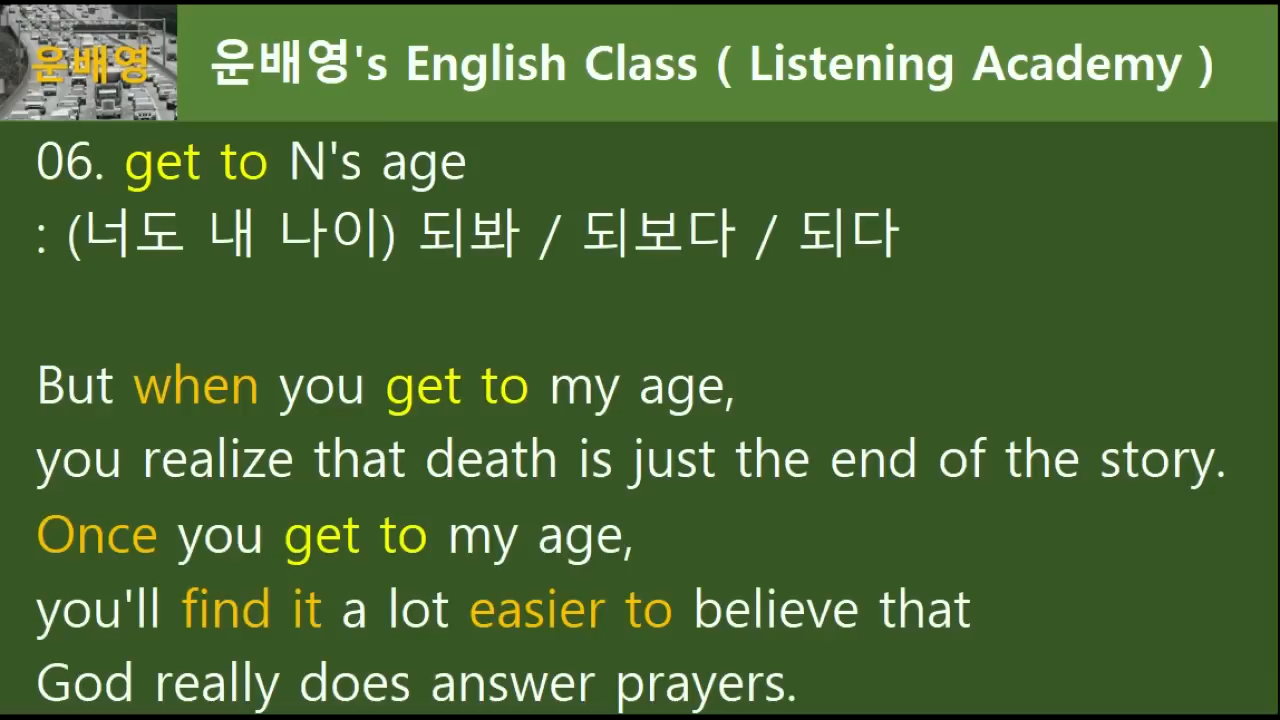 운배영
운배영's English Class ( Listening Academy )
06. get to N's age
: (너도 내 나이) 되봐 / 되보다 / 되다
But when you get to my age,
you realize that death is just the end of the story.
Once you get to my age,
you'll find it a lot easier to believe that
God really does answer prayers.